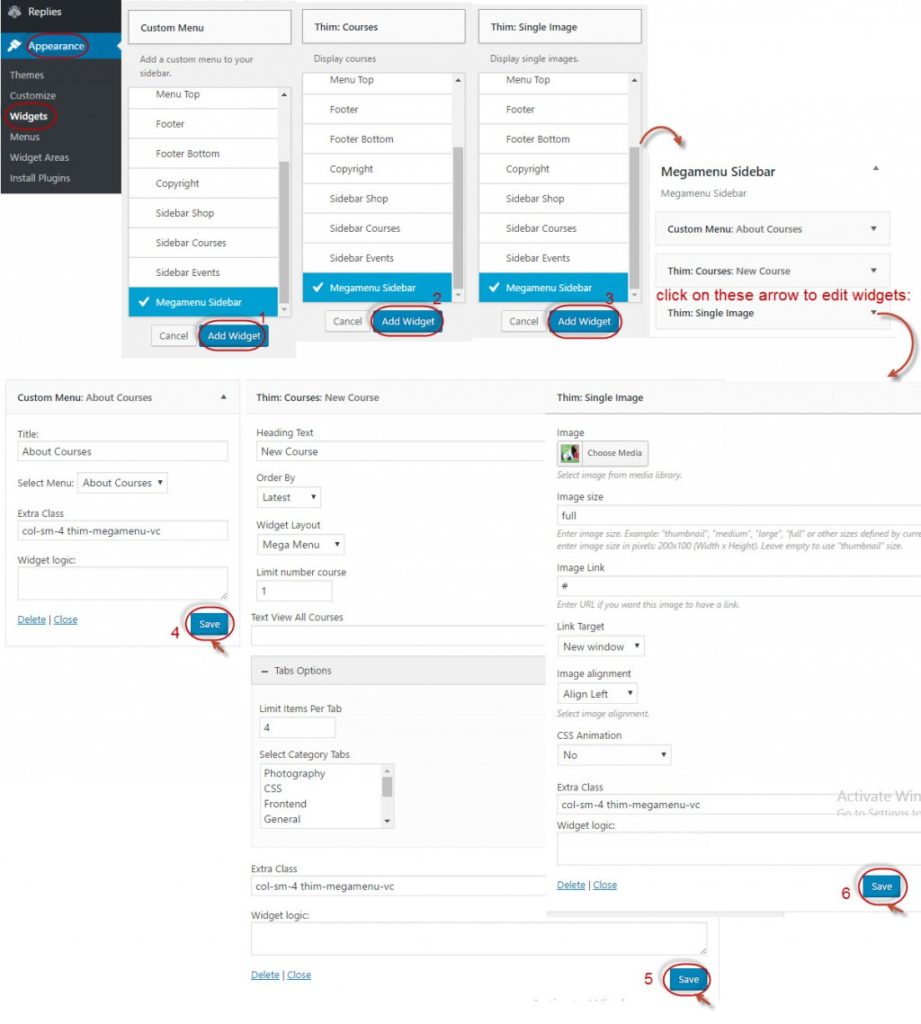 Replies
Appearance
Themes
Customize
Widgets
Menus
Widget Areas
Install Plugins
Custom Menu
Add a custom menu to your
sidebar.
Menu Top
Footer
Footer Bottom
Copyright
Sidebar Shop
Sidebar Courses
Sidebar Events
Megamenu Sidebar
1
Cancel
Add Widget
Thim: Courses
Display courses
Menu Top
Footer
Footer Bottom
Copyright
Sidebar Shop
Sidebar Courses
Sidebar Events
Megamenu Sidebar
2
Cancel
Add Widget
Thim: Single Image
Display single images.
Menu Top
Footer
Footer Bottom
Copyright
Sidebar Shop
Sidebar Courses
Sidebar Events
Megamenu Sidebar
3
Cancel
Add Widget
Megamenu Sidebar
Megamenu Sidebar
Custom Menu: About Courses
Thim: Courses: New Course
click on these arrow to edit widgets:
Thim: Single Image
Custom Menu: About Courses
Title:
About Courses
Select Menu: About Courses
Extra Class
col-sm-4 thim-megamenu-vc
Widget logic:
Delete | Close
4
Save
Thim: Courses: New Course
Heading Text
New Course
Order By
Latest
Widget Layout
Mega Menu
Limit number course
1
Text View All Courses
– Tabs Options
Limit Items Per Tab
4
Select Category Tabs
Photography
CSS
Frontend
General
Extra Class
col-sm-4 thim-megamenu-vc
Widget logic:
Delete | Close
5
Save
Thim: Single Image
Image
Choose Media
Select image from media library.
Image size
full
Enter image size. Example: "thumbnail", "medium", "large", "full" or other sizes defined by curre
enter image size in pixels: 200x100 (Width x Height). Leave empty to use "thumbnail" size.
Image Link
#
Enter URL if you want this image to have a link.
Link Target
New window
Image alignment
Align Left
Select image alignment.
CSS Animation
No
Extra Class
col-sm-4 thim-megamenu-vc
Activate Win
Go to Settings to
Widget logic:
Delete | Close
6
Save